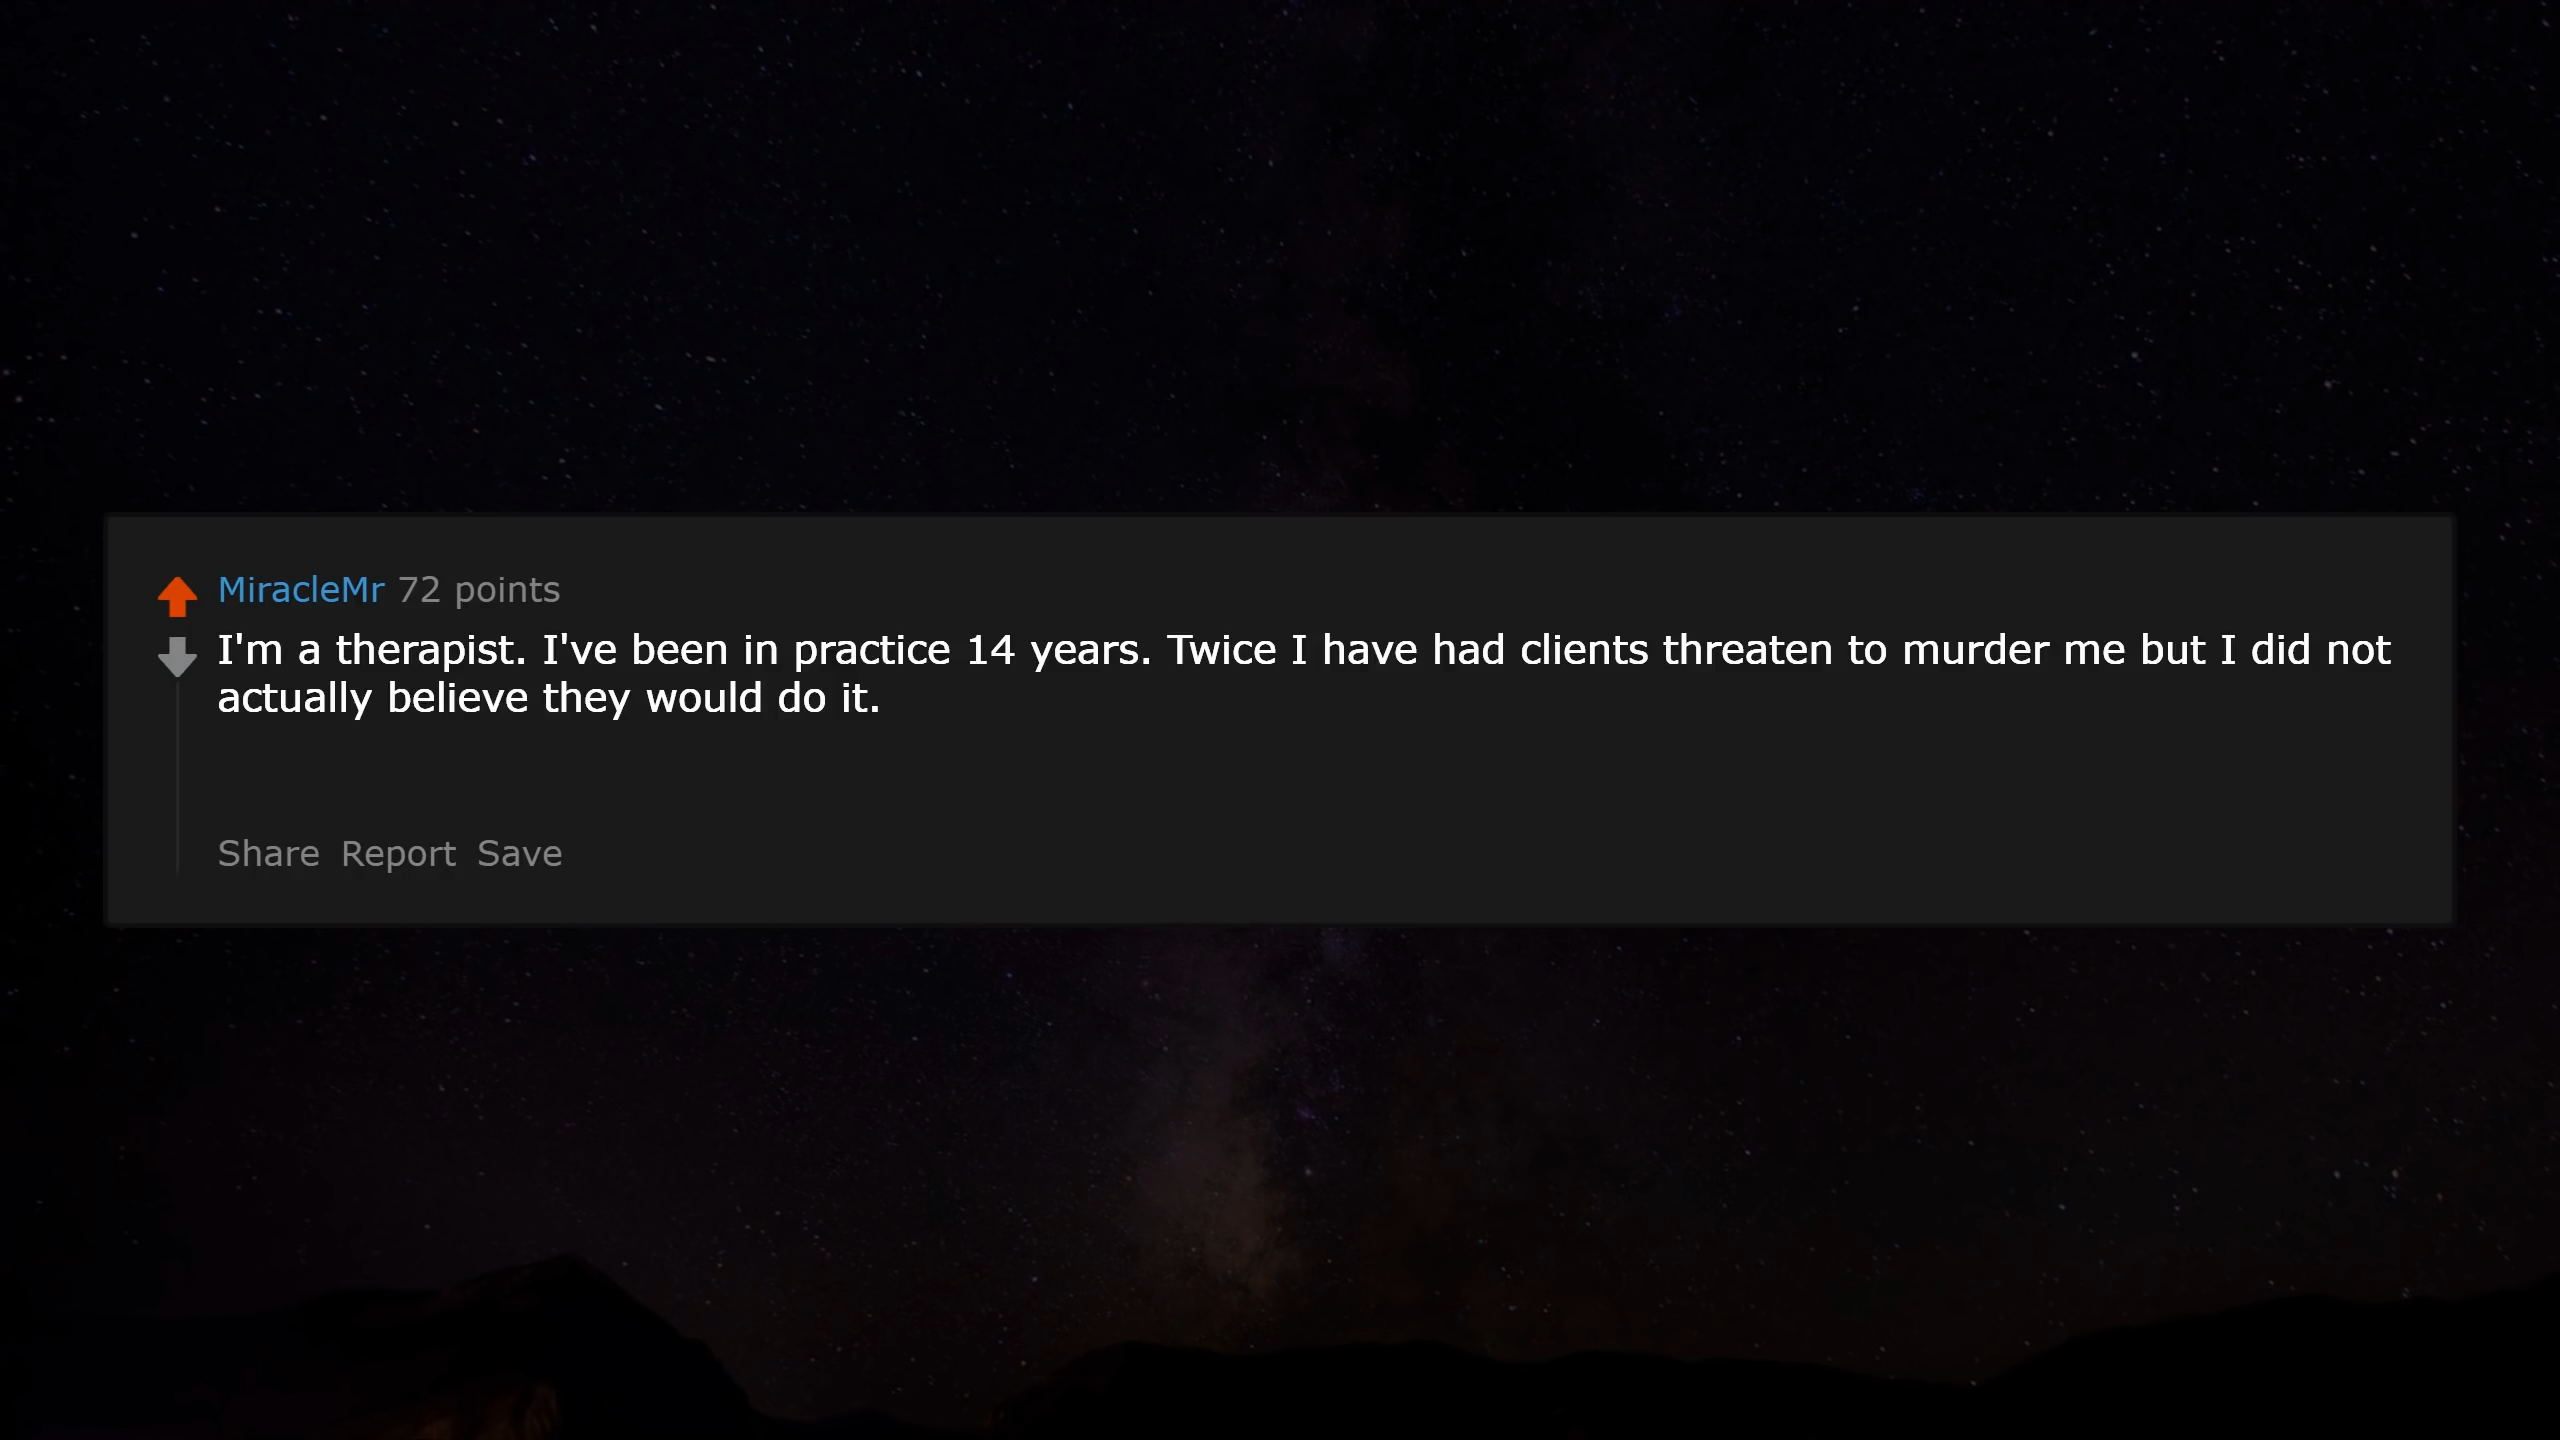 MiracleMr 72 points
I'm a therapist. I've been in practice 14 years. Twice I have had clients threaten to murder me but I did not
actually believe they would do it.
Share Report Save